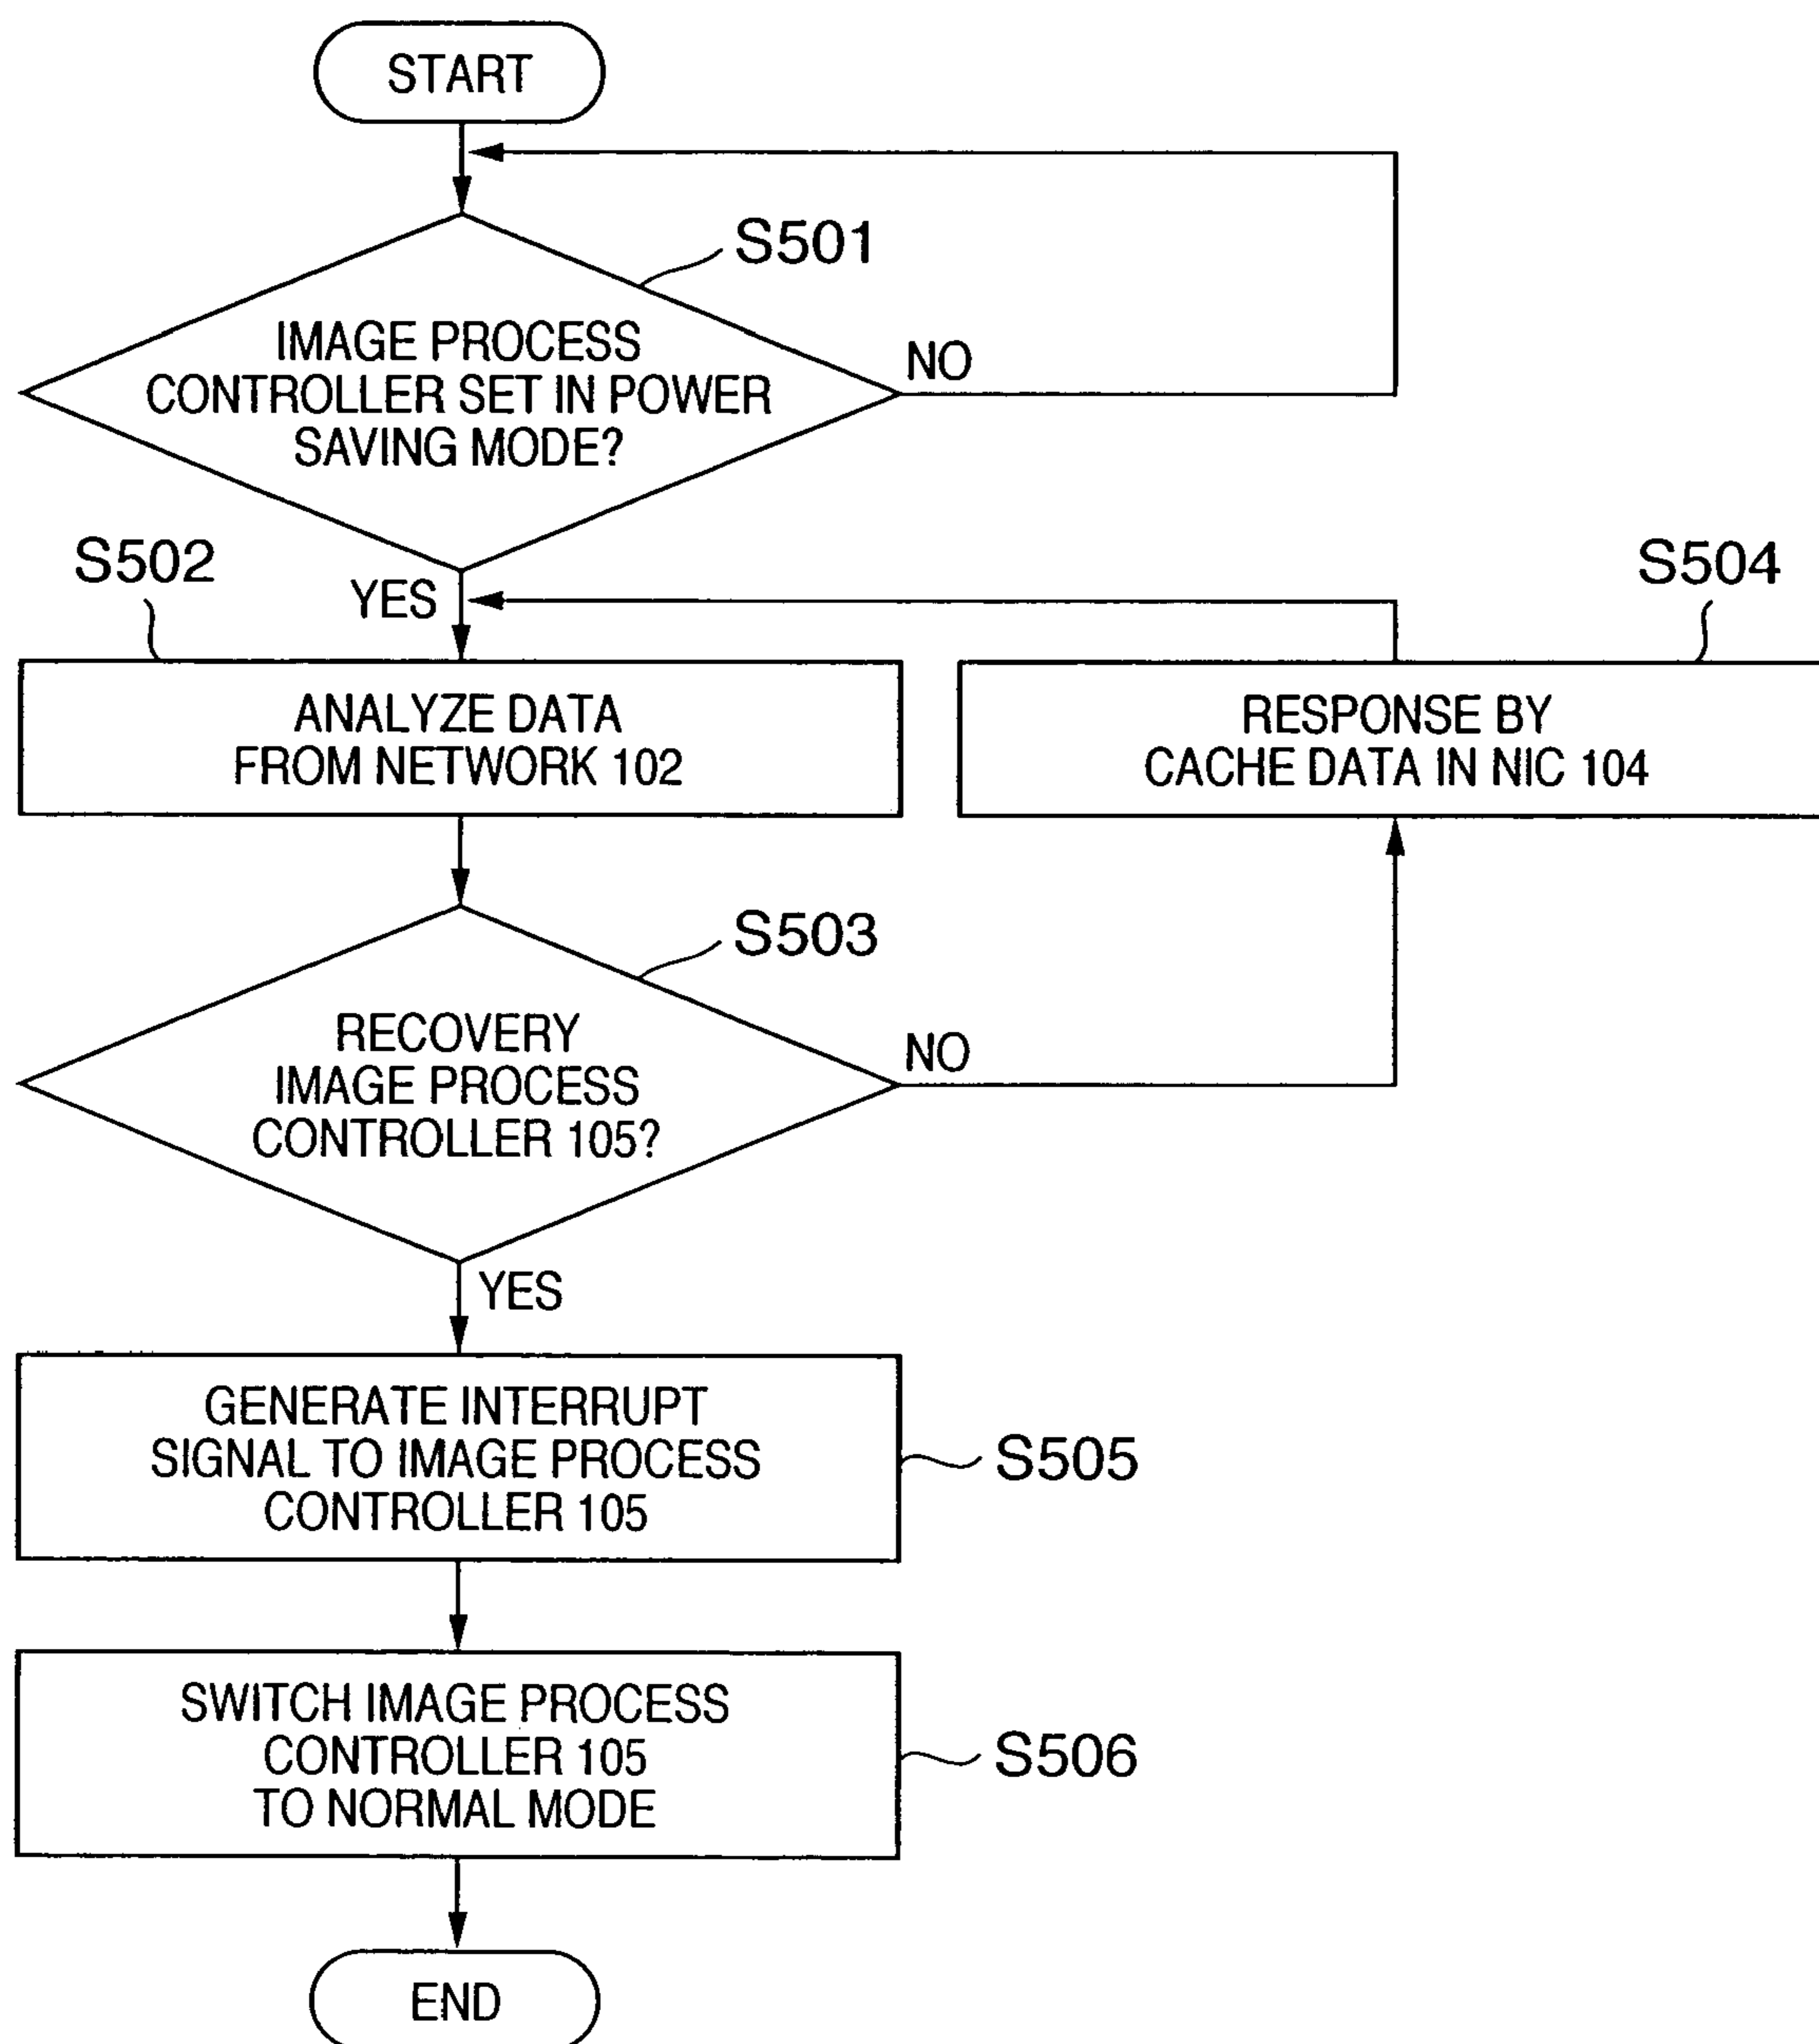 START
S501
IMAGE PROCESS
CONTROLLER SET IN POWER
SAVING MODE?
NO
YES
S502
ANALYZE DATA
FROM NETWORK 102
S504
RESPONSE BY
CACHE DATA IN NIC 104
S503
RECOVERY
IMAGE PROCESS
CONTROLLER 105?
NO
YES
GENERATE INTERRUPT
SIGNAL TO IMAGE PROCESS
CONTROLLER 105
S505
SWITCH IMAGE PROCESS
CONTROLLER 105
TO NORMAL MODE
S506
END